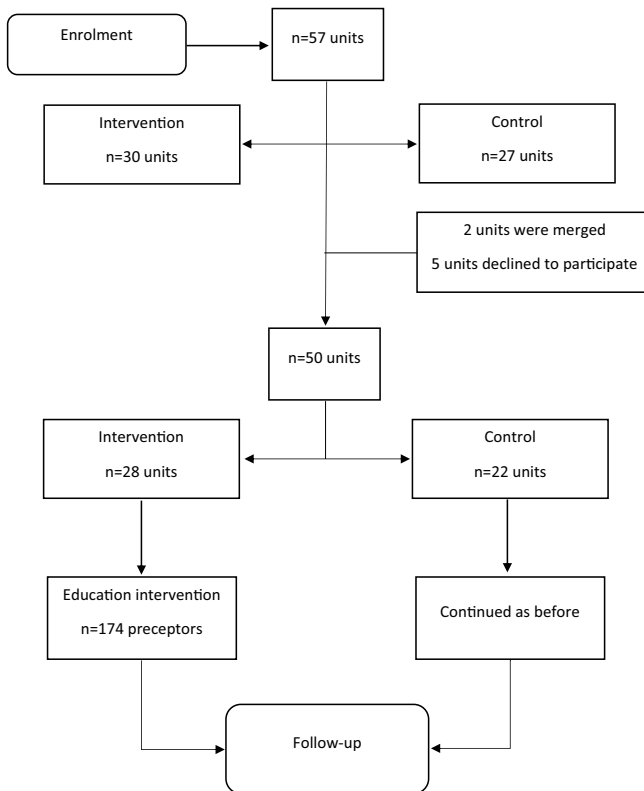 Enrolment
n=57 units
Intervention
n=30 units
Control
n=27 units
2 units were merged
5 units declined to participate
n=50 units
Intervention
n=28 units
Control
n=22 units
Education intervention
n=174 preceptors
Continued as before
Follow-up